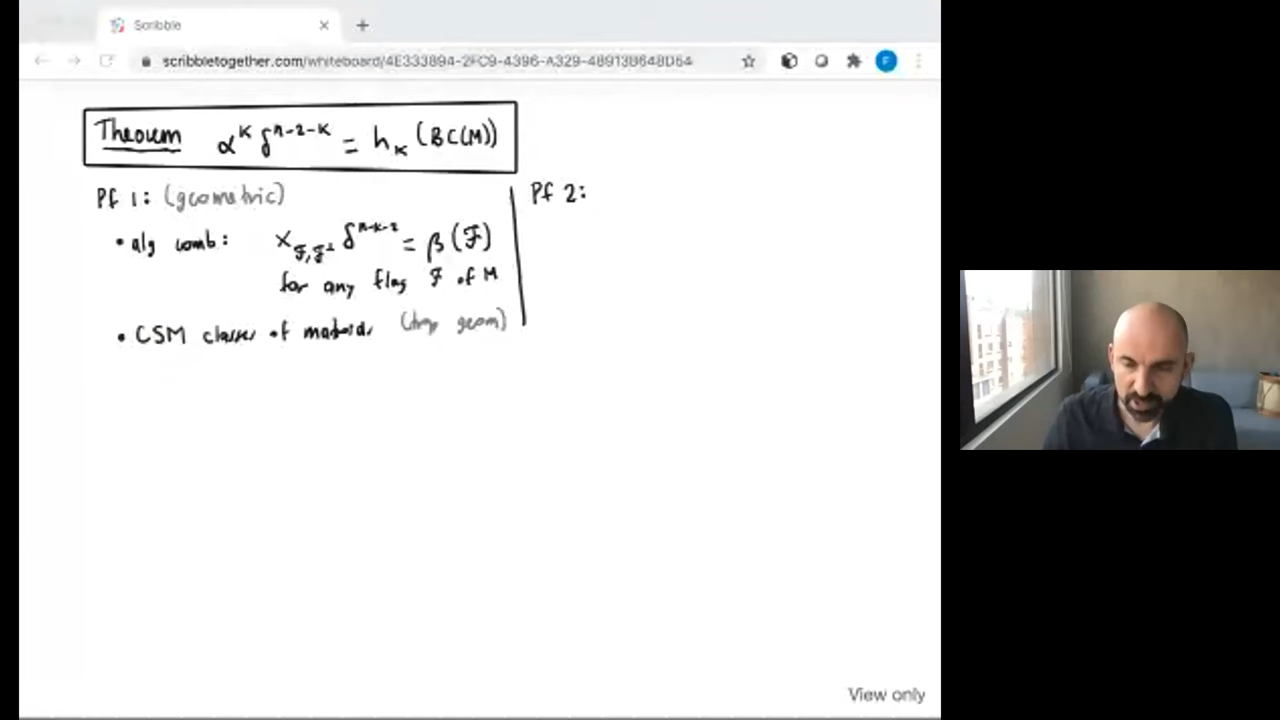 Scribble
scribbletogether.com/whiteboard/4E333894-2FC9-4396-A329-48913B648D54
Theorem α^k δ^{n-2-k} = h_k (BC(M))
Pf 1: (geometric)
• alg comb: x_{𝓕,𝓕^⊥} δ^{n-k-2} = β(𝓕)
for any flag 𝓕 of M
• CSM classes of matroids (trop geom)
Pf 2:
View only